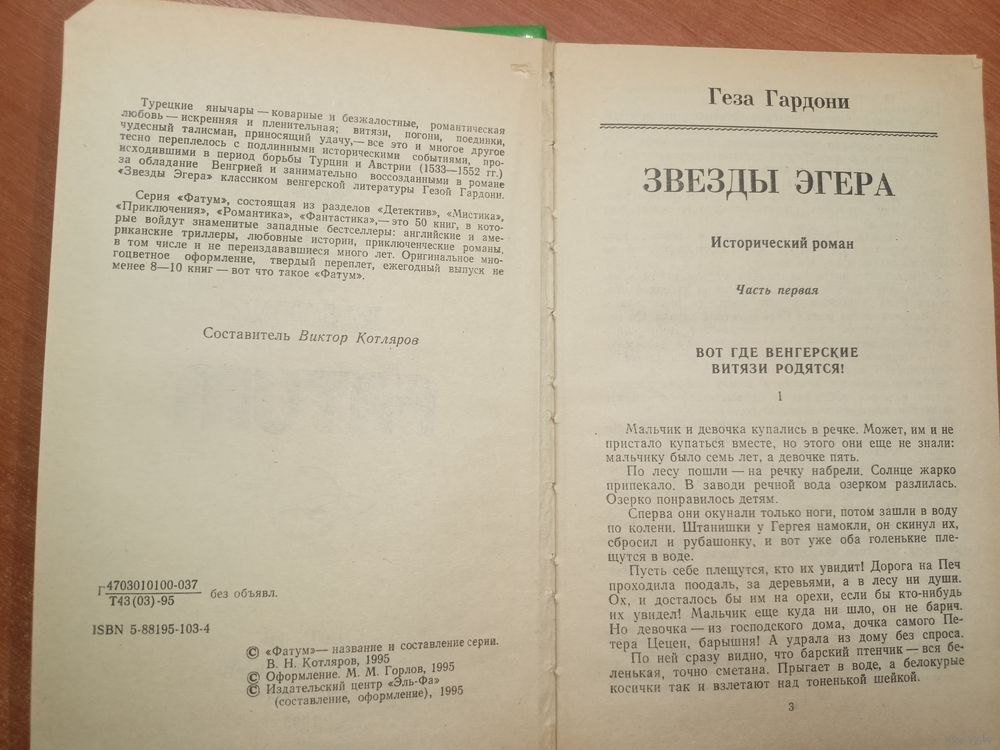 Турецкие янычары — коварные и безжалостные, романтическая
любовь — искренняя и пленительная; витязи, погони, поединки,
чудесный талисман, приносящий удачу,— все это и многое другое
тесно переплелось с подлинными историческими событиями, про-
исходившими в период борьбы Турции и Австрии (1533—1552 гг.)
за обладание Венгрией и занимательно воссозданными в романе
«Звезды Эгера» классиком венгерской литературы Гезой Гардони.
Серия «Фатум», состоящая из разделов «Детектив», «Мистика»,
«Приключения», «Романтика», «Фантастика»,— это 50 книг, в кото-
рые войдут знаменитые западные бестселлеры: английские и аме-
риканские триллеры, любовные истории, приключенческие романы,
в том числе и не переиздававшиеся много лет. Оригинальное мно-
гоцветное оформление, твердый переплет, ежегодный выпуск не
менее 8—10 книг — вот что такое «Фатум».
Составитель Виктор Котляров
Г 4703010100-037
Т43(03)-95 без объявл.
ISBN 5-88195-103-4
© «Фатум»— название и составление серии.
В. Н. Котляров, 1995
© Оформление. М. М. Горлов, 1995
© Издательский центр «Эль-Фа»
(составление, оформление), 1995
Геза Гардони
ЗВЕЗДЫ ЭГЕРА
Исторический роман
Часть первая
ВОТ ГДЕ ВЕНГЕРСКИЕ
ВИТЯЗИ РОДЯТСЯ!
1
Мальчик и девочка купались в речке. Может, им и не
пристало купаться вместе, но этого они еще не знали:
мальчику было семь лет, а девочке пять.
По лесу пошли — на речку набрели. Солнце жарко
припекало. В заводи речной вода озерком разлилась.
Озерко понравилось детям.
Сперва они окунали только ноги, потом зашли в воду
по колени. Штанишки у Гергея намокли, он скинул их,
сбросил и рубашонку, и вот уже оба голенькие пле-
щутся в воде.
Пусть себе плещутся, кто их увидит! Дорога на Печ
проходила поодаль, за деревьями, а в лесу ни души.
Ох, и досталось бы им на орехи, если бы кто-нибудь
их увидел! Мальчик еще куда ни шло, он не барич.
Но девочка — из господского дома, дочка самого Пе-
тера Цецеи, барышня! А удрала из дому без спроса.
По ней сразу видно, что барский птенчик — вся бе-
ленькая, точно сметана. Прыгает в воде, а белокурые
косички так и взлетают над тоненькой шейкой.
3